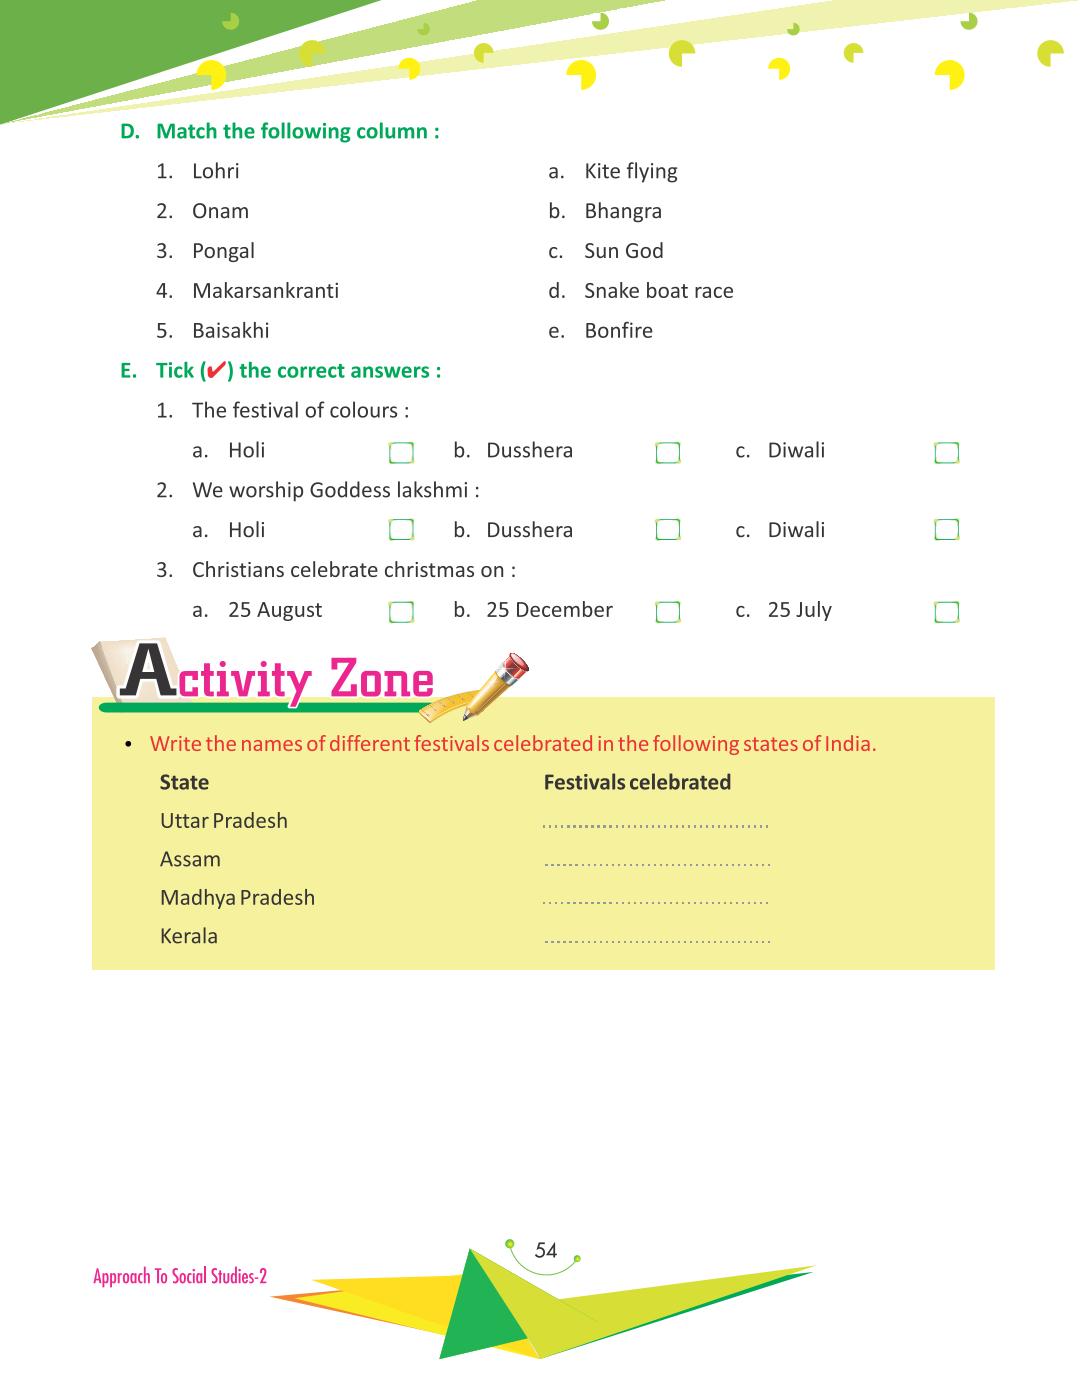 D. Match the following column :
1. Lohri a. Kite flying
2. Onam b. Bhangra
3. Pongal c. Sun God
4. Makarsankranti d. Snake boat race
5. Baisakhi e. Bonfire
E. Tick (✔) the correct answers :
1. The festival of colours :
a. Holi b. Dusshera c. Diwali
2. We worship Goddess lakshmi :
a. Holi b. Dusshera c. Diwali
3. Christians celebrate christmas on :
a. 25 August b. 25 December c. 25 July
Activity Zone
• Write the names of different festivals celebrated in the following states of India.
State Festivals celebrated
Uttar Pradesh ......................................
Assam ......................................
Madhya Pradesh ......................................
Kerala ......................................
54
Approach To Social Studies-2